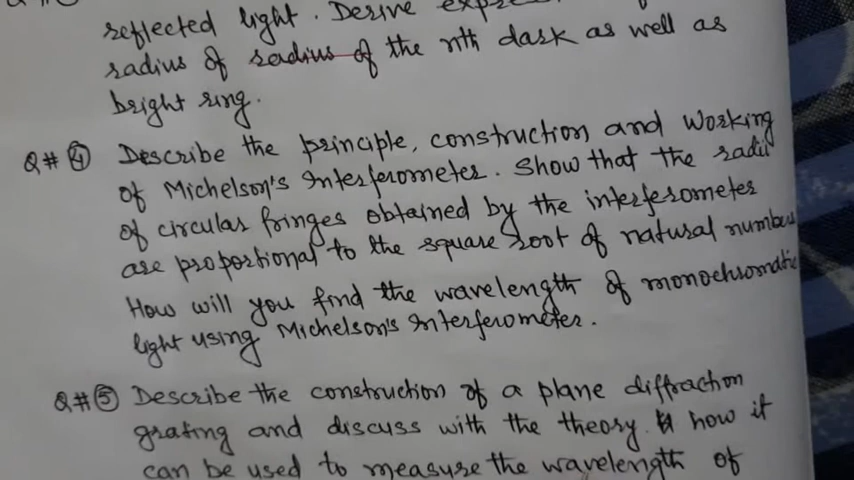 reflected light. Derive
radius of radius of the nth dark as well as
bright ring.
Q# ④ Describe the principle, construction and working
of Michelson's Interferometer. Show that the radii
of circular fringes obtained by the interferometer
are proportional to the square root of natural numbers
How will you find the wavelength of monochromatic
light using Michelson's Interferometer.
Q# ⑤ Describe the construction of a plane diffraction
grating and discuss with the theory how it
can be used to measure the wavelength of